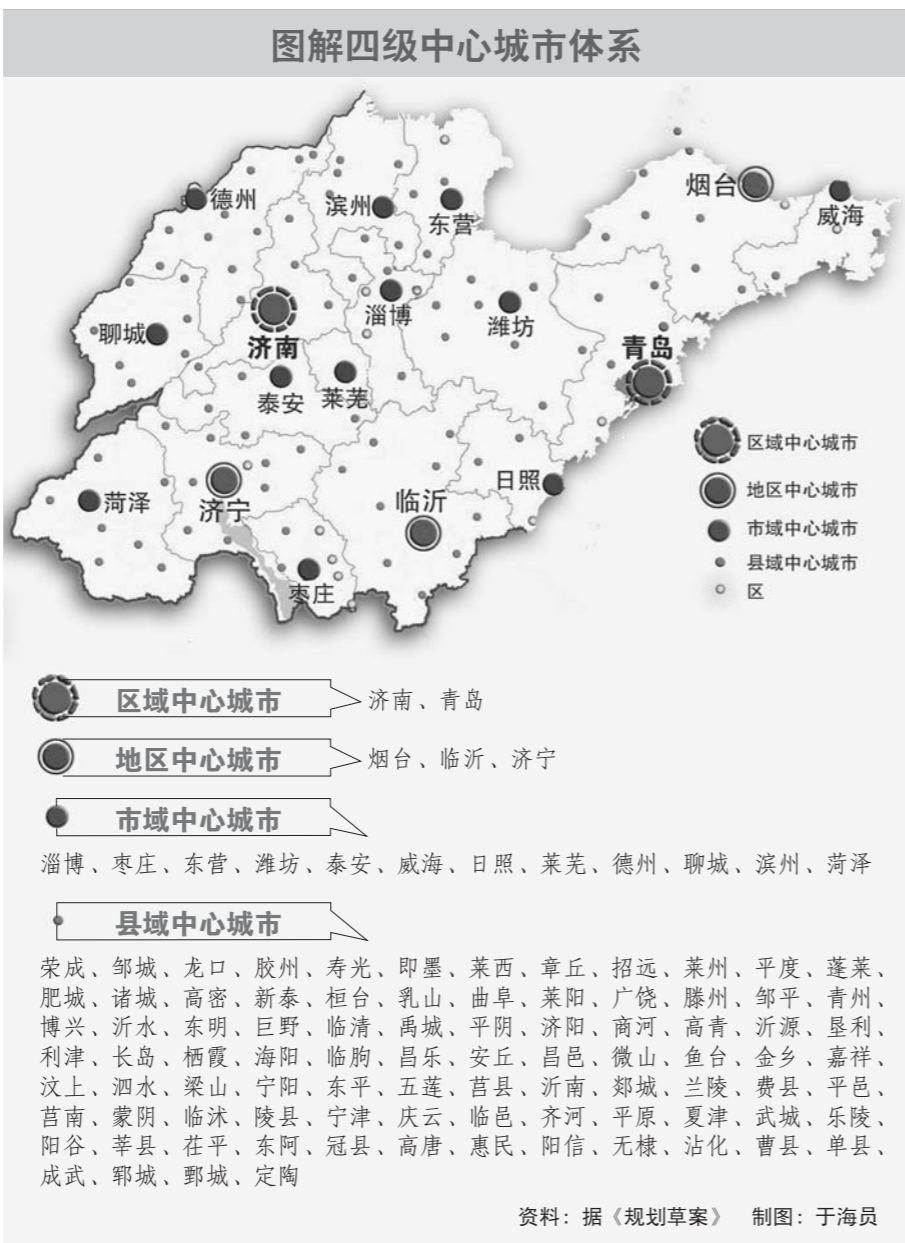 图解四级中心城市体系
烟台
德州
滨州
威海
东营
淄博
潍坊
聊城
济南
青岛
泰安
莱芜
区域中心城市
日照
地区中心城市
菏泽
济宁
临沂
市域中心城市
县域中心城市
枣庄
区
区域中心城市 济南、青岛
地区中心城市 烟台、临沂、济宁
市域中心城市
淄博、枣庄、东营、潍坊、泰安、威海、日照、莱芜、德州、聊城、滨州、菏泽
县域中心城市
荣成、邹城、龙口、胶州、寿光、即墨、莱西、章丘、招远、莱州、平度、蓬莱、
肥城、诸城、高密、新泰、桓台、乳山、曲阜、莱阳、广饶、滕州、邹平、青州、
博兴、沂水、东明、巨野、临清、禹城、平阴、济阳、商河、高青、沂源、垦利、
利津、长岛、栖霞、海阳、临朐、昌乐、安丘、昌邑、微山、鱼台、金乡、嘉祥、
汶上、泗水、梁山、宁阳、东平、五莲、莒县、沂南、郯城、兰陵、费县、平邑、
莒南、蒙阴、临沭、陵县、宁津、庆云、临邑、齐河、平原、夏津、武城、乐陵、
阳谷、莘县、茌平、东阿、冠县、高唐、惠民、阳信、无棣、沾化、曹县、单县、
成武、郓城、鄄城、定陶
资料：据《规划草案》 制图：于海员